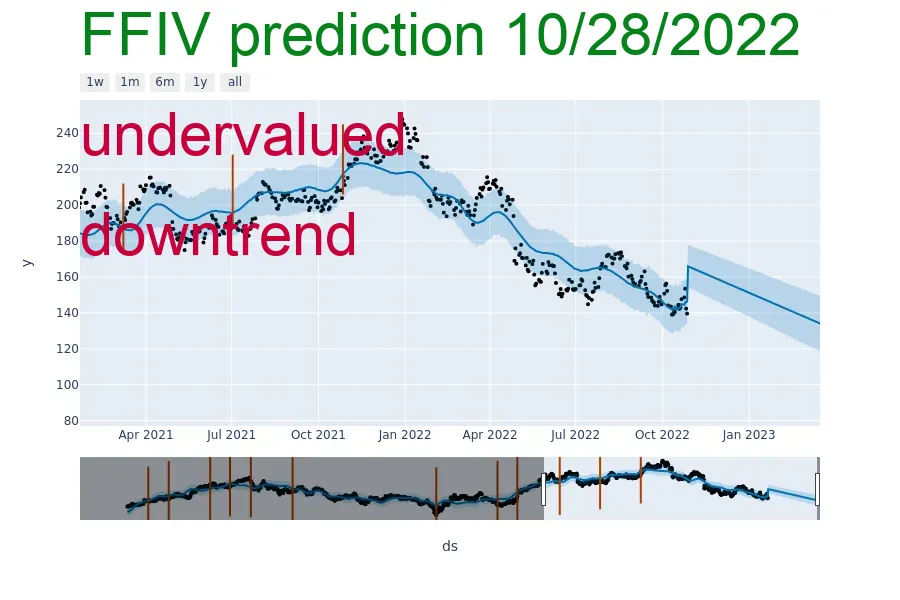 FFIV prediction 10/28/2022
1w 1m 6m 1y all
undervalued
downtrend
240
220
200
180
160
140
120
100
80
y
Apr 2021 Jul 2021 Oct 2021 Jan 2022 Apr 2022 Jul 2022 Oct 2022 Jan 2023
ds